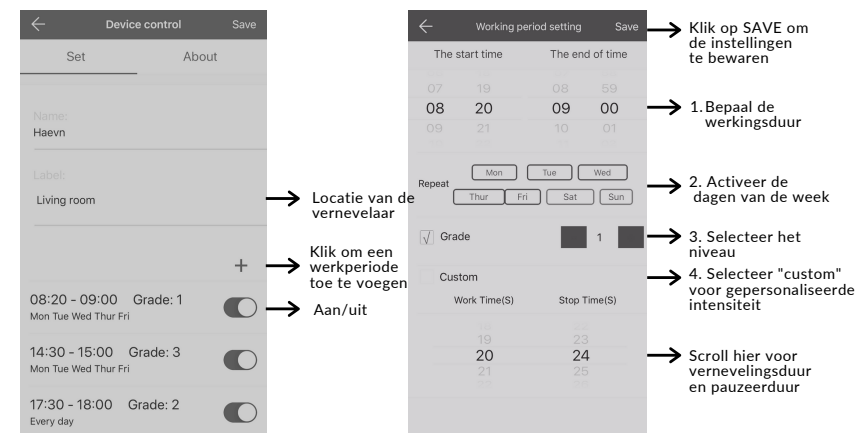 Device control Save
Set About
Name:
Haevn
Label:
Living room
+
08:20 - 09:00 Grade: 1
Mon Tue Wed Thur Fri
14:30 - 15:00 Grade: 3
Mon Tue Wed Thur Fri
17:30 - 18:00 Grade: 2
Every day
Locatie van de
vernevelaar
Klik om een
werkperiode
toe te voegen
Aan/uit
Working period setting Save
The start time The end of time
07 19 08 59
08 20 09 00
09 21 10 01
Repeat
Mon Tue Wed
Thur Fri Sat Sun
√ Grade 1
Custom
Work Time(S) Stop Time(S)
19 23
20 24
21 25
Klik op SAVE om
de instellingen
te bewaren
1. Bepaal de
werkingsduur
2. Activeer de
dagen van de week
3. Selecteer het
niveau
4. Selecteer "custom"
voor gepersonaliseerde
intensiteit
Scroll hier voor
vernevelingsduur
en pauzeerduur